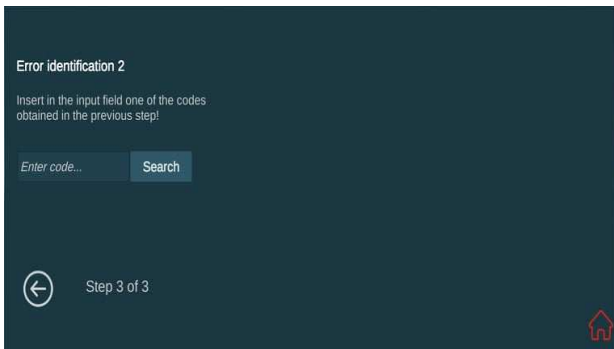 Error identification 2
Insert in the input field one of the codes
obtained in the previous step!
Enter code...
Search
Step 3 of 3